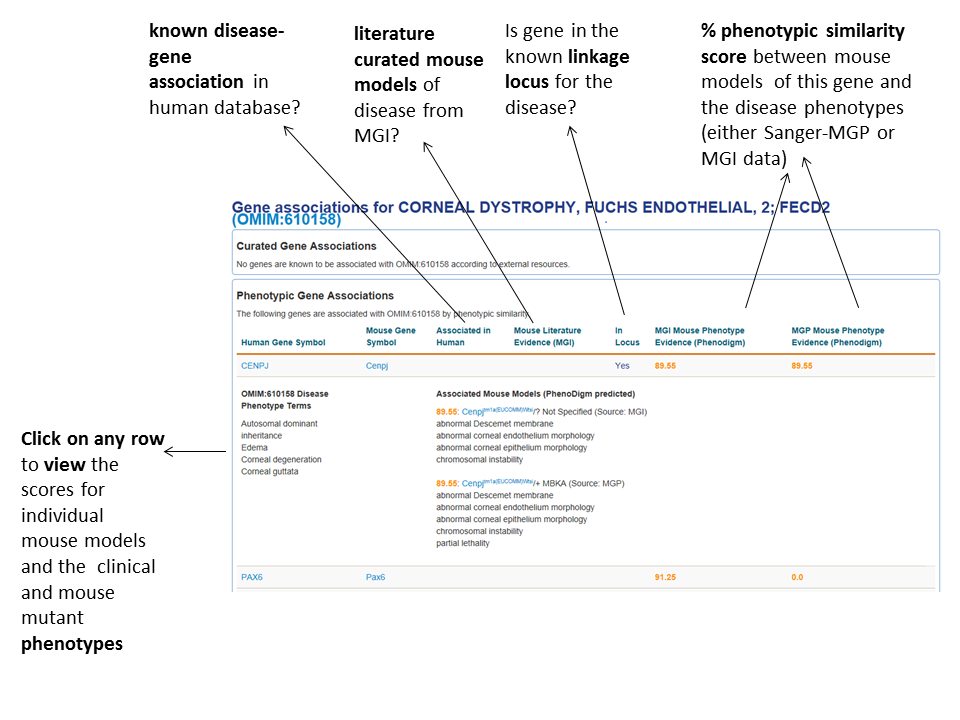 known disease-
gene
association in
human database?
literature
curated mouse
models of
disease from
MGI?
Is gene in the
known linkage
locus for the
disease?
% phenotypic similarity
score between mouse
models of this gene and
the disease phenotypes
(either Sanger-MGP or
MGI data)
Gene associations for CORNEAL DYSTROPHY, FUCHS ENDOTHELIAL, 2; FECD2
(OMIM:610158)
Curated Gene Associations
No genes are known to be associated with OMIM:610158 according to external resources.
Phenotypic Gene Associations
The following genes are associated with OMIM:610158 by phenotypic similarity.
Human Gene Symbol
Mouse Gene
Symbol
Associated in
Human
Mouse Literature
Evidence (MGI)
In
Locus
MGI Mouse Phenotype
Evidence (Phenodigm)
MGP Mouse Phenotype
Evidence (Phenodigm)
CENPJ Cenpj Yes 89.55 89.55
OMIM:610158 Disease
Phenotype Terms
Autosomal dominant
inheritance
Edema
Corneal degeneration
Corneal guttata
Associated Mouse Models (PhenoDigm predicted)
89.55: Cenpjtm1a(EUCOMM)Wtsi/? Not Specified (Source: MGI)
abnormal Descemet membrane
abnormal corneal endothelium morphology
abnormal corneal epithelium morphology
chromosomal instability
89.55: Cenpjtm1a(EUCOMM)Wtsi/+ MBKA (Source: MGP)
abnormal Descemet membrane
abnormal corneal endothelium morphology
abnormal corneal epithelium morphology
chromosomal instability
partial lethality
PAX6 Pax6 91.25 0.0
Click on any row
to view the
scores for
individual
mouse models
and the clinical
and mouse
mutant
phenotypes